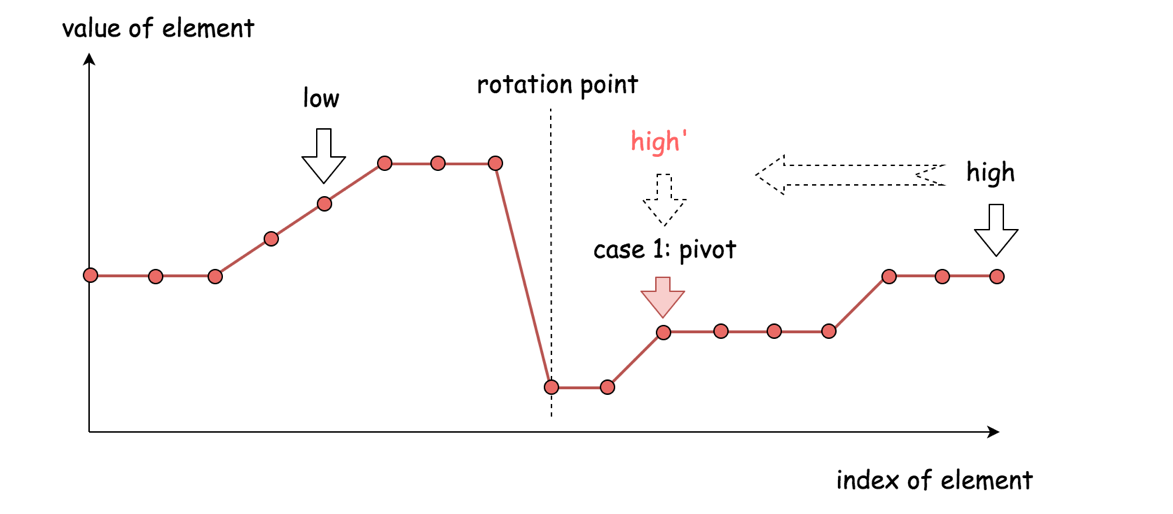 value of element
rotation point
low
high'
high
case 1: pivot
index of element